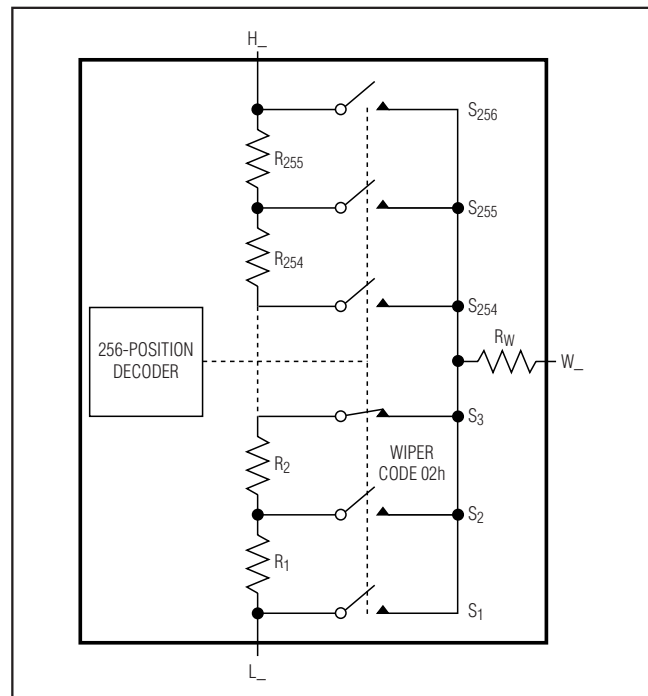 H_
S256
R255
S255
R254
S254
256-POSITION
DECODER
RW
W_
S3
R2
WIPER
CODE 02h
S2
R1
S1
L_